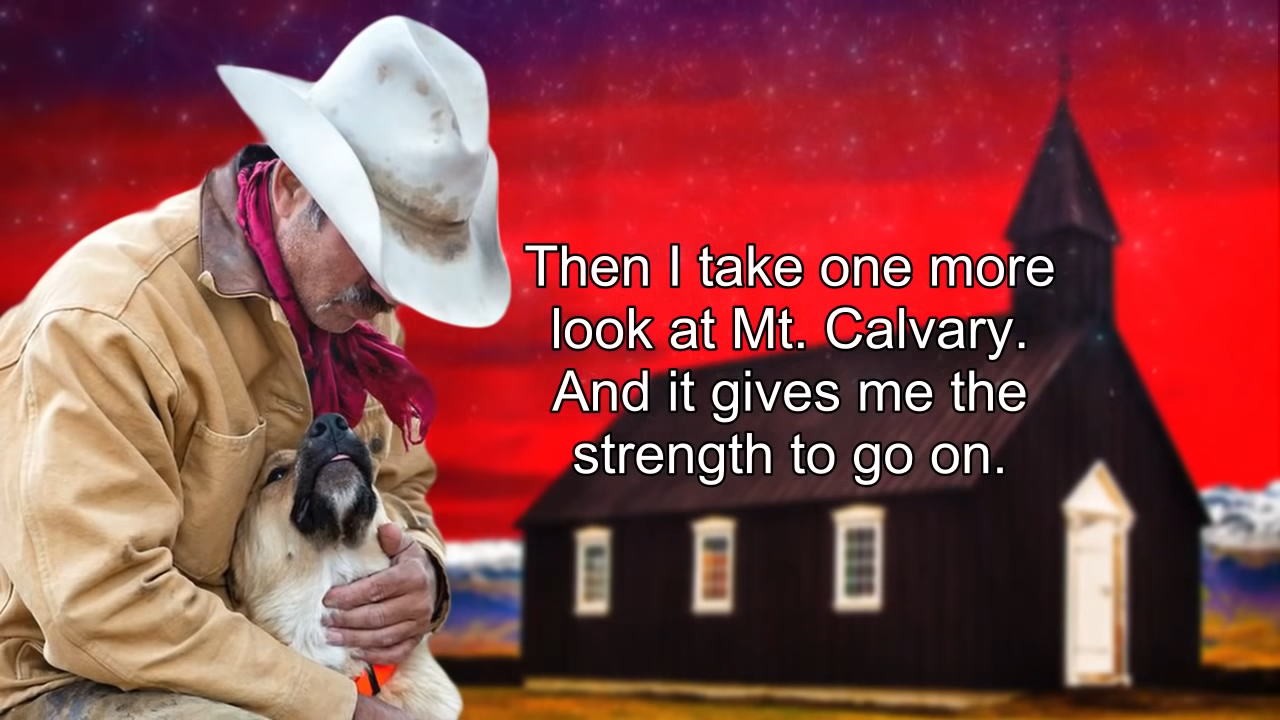 Then I take one more
look at Mt. Calvary.
And it gives me the
strength to go on.